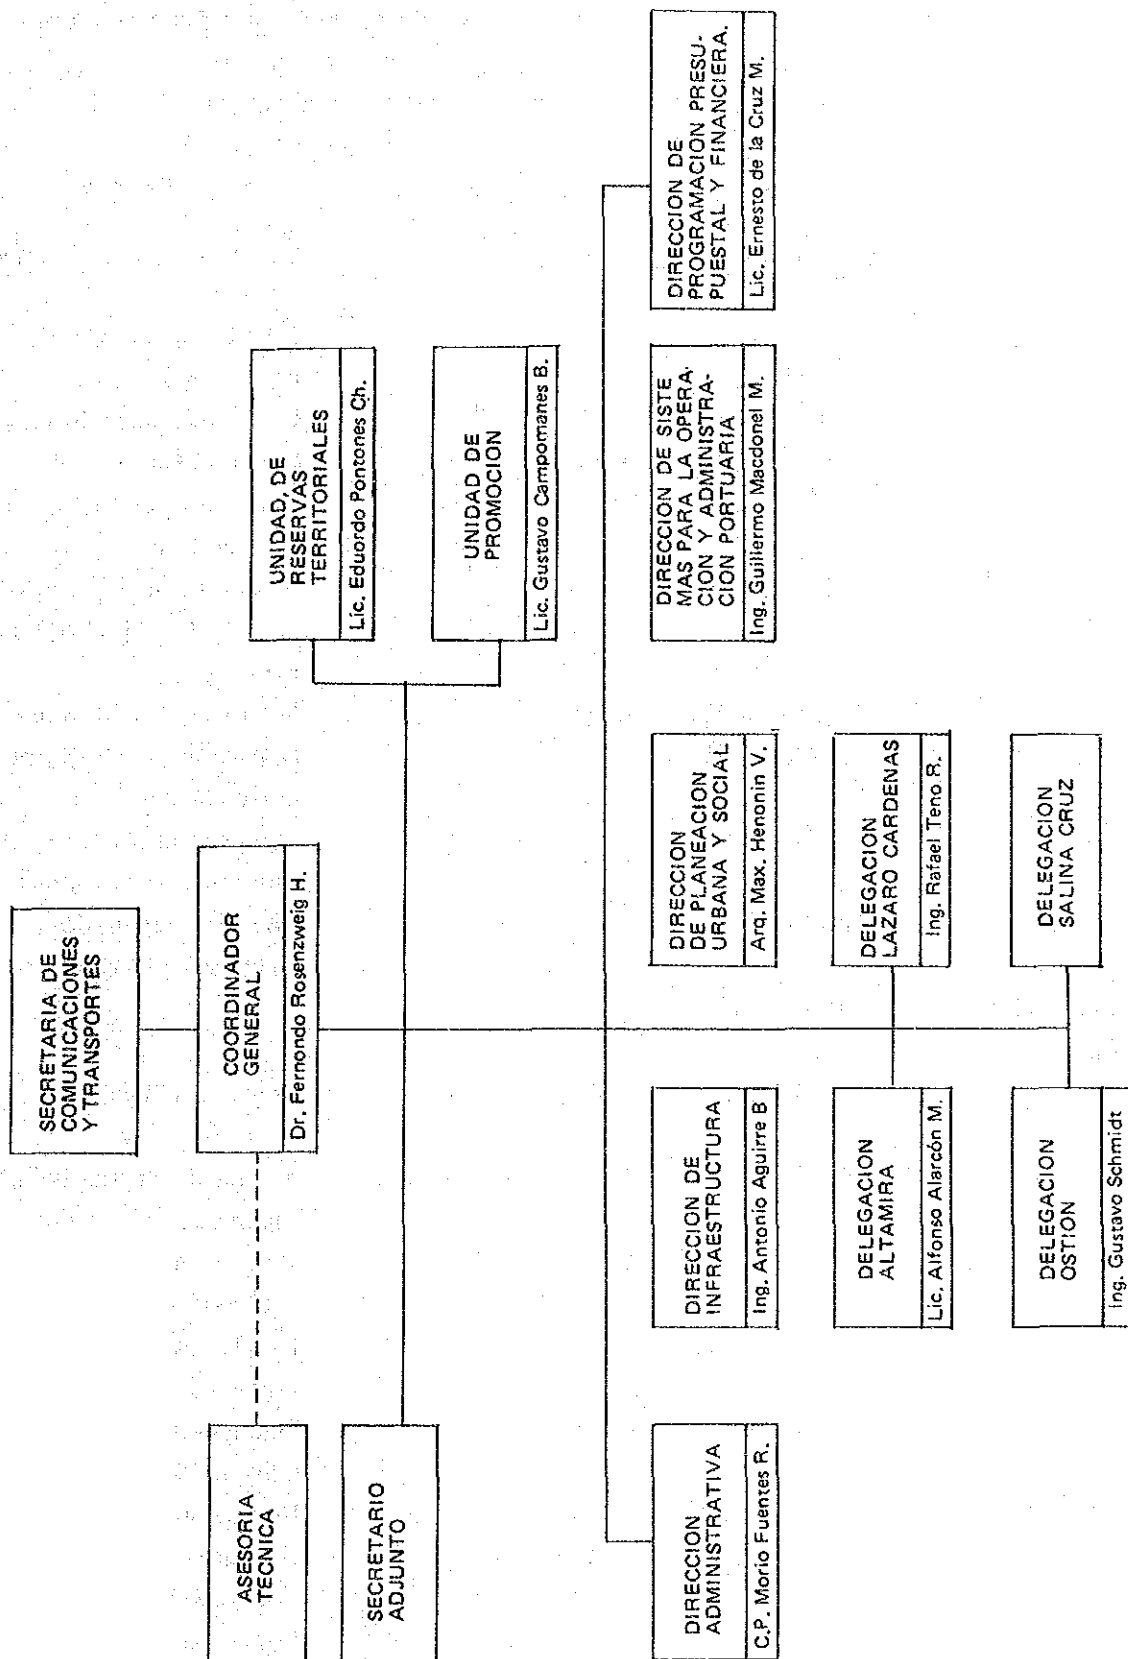 SECRETARIA DE
COMUNICACIONES
Y TRANSPORTES
COORDINADOR
GENERAL
Dr. Fernondo Rosenzweig H.
ASESORIA
TECNICA
SECRETARIO
ADJUNTO
UNIDAD, DE
RESERVAS
TERRITORIALES
Lic. Eduordo Pontones Ch.
UNIDAD DE
PROMOCION
Lic. Gustavo Campomanes B.
DIRECCION
ADMINISTRATIVA
C.P. Morio Fuentes R.
DIRECCION DE
INFRAESTRUCTURA
Ing. Antonio Aguirre B
DIRECCION
DE PLANEACION
URBANA Y SOCIAL
Arq. Max. Henonin V.
DIRECCION DE SISTE
MAS PARA LA OPERA-
CION Y ADMINISTRA-
CION PORTUARIA
Ing. Guillermo Macdonel M.
DIRECCION DE
PROGRAMACION PRESU-
PUESTAL Y FINANCIERA.
Lic. Ernesto de la Cruz M.
DELEGACION
ALTAMIRA
Lic. Alfonso Alarcón M.
DELEGACION
LAZARO CARDENAS
Ing. Rafael Teno R.
DELEGACION
OSTION
Ing. Gustavo Schmidt
DELEGACION
SALINA CRUZ